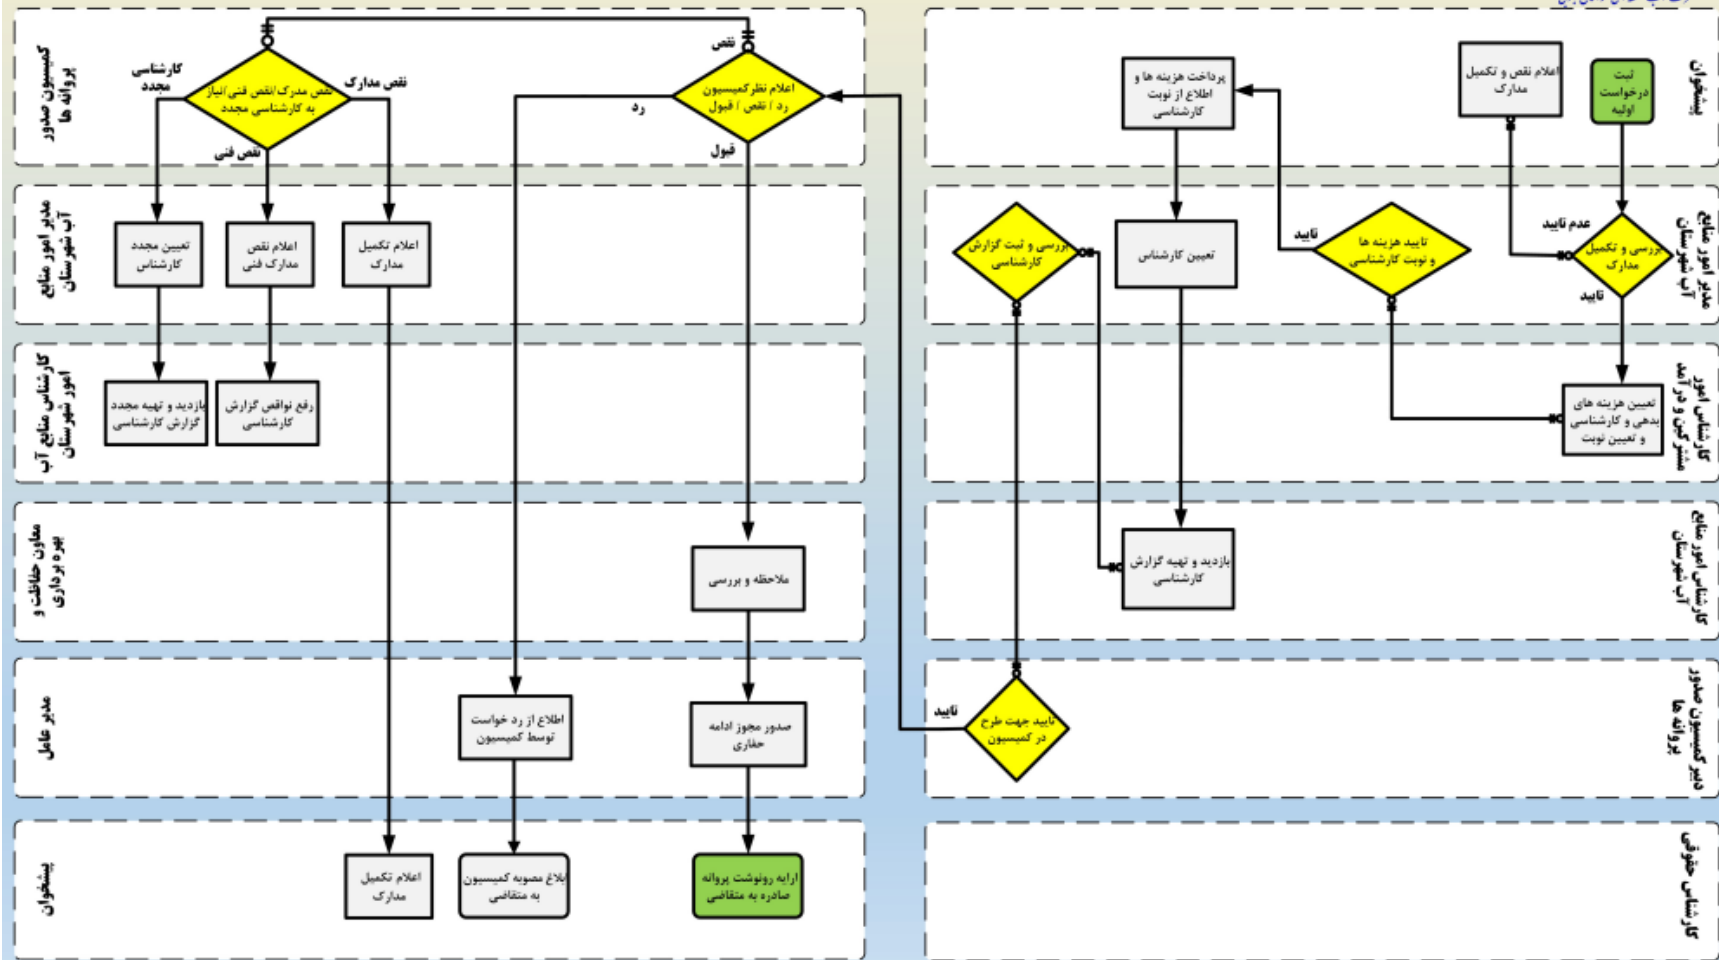 پیشخوان
ثبت
درخواست
اولیه
اعلام نقص و تکمیل
مدارک
پرداخت هزینه ها و
اطلاع از نوبت
کارشناسی
مدیر امور منابع
آب شهرستان
بررسی و تکمیل
مدارک
عدم تایید
تایید
تایید هزینه ها
و نوبت کارشناسی
تایید
تعیین کارشناس
بررسی و ثبت گزارش
کارشناسی
کارشناس امور
مشترکین و درآمد
تعیین هزینه های
بدهی و کارشناسی
و تعیین نوبت
کارشناس امور منابع
آب شهرستان
بازدید و تهیه گزارش
کارشناسی
دبیر کمیسیون صدور
پروانه ها
تایید جهت طرح
در کمیسیون
تایید
کارشناس حقوقی
کمیسیون صدور
پروانه ها
نقص
اعلام نظرکمیسیون
رد / نقص / قبول
رد
قبول
نقص مدرک/نقص فنی/نیاز
به کارشناسی مجدد
نقص مدارک
کارشناسی
مجدد
نقص فنی
مدیر امور منابع
آب شهرستان
اعلام تکمیل
مدارک
اعلام نقص
مدارک فنی
تعیین مجدد
کارشناس
کارشناس منابع آب
امور شهرستان
رفع نواقص گزارش
کارشناسی
بازدید و تهیه مجدد
گزارش کارشناسی
معاون حفاظت و
بهره برداری
ملاحظه و بررسی
مدیر عامل
صدور مجوز ادامه
حفاری
اطلاع از رد خواست
توسط کمیسیون
پیشخوان
ارایه رونوشت پروانه
صادره به متقاضی
ابلاغ مصوبه کمیسیون
به متقاضی
اعلام تکمیل
مدارک